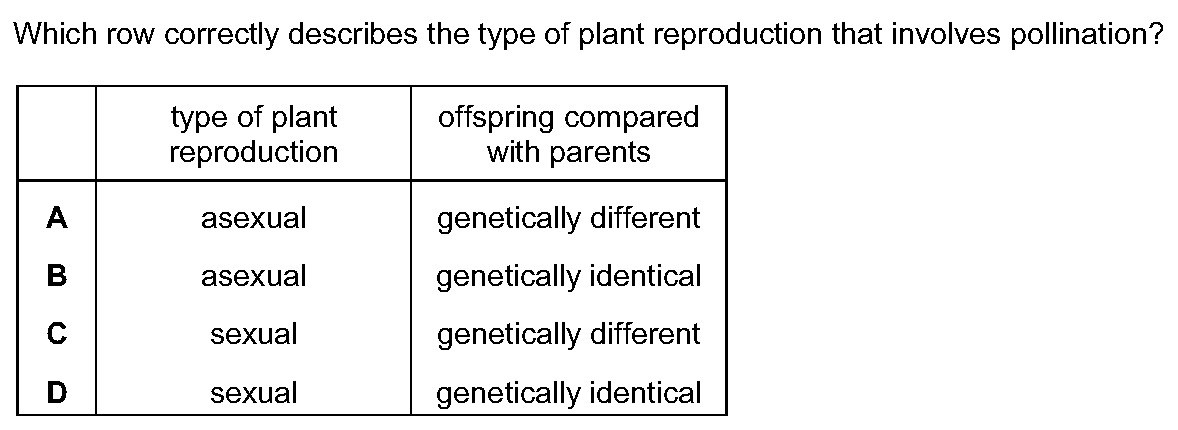 Which row correctly describes the type of plant reproduction that involves pollination?
type of plant reproduction offspring compared with parents
A asexual genetically different
B asexual genetically identical
C sexual genetically different
D sexual genetically identical